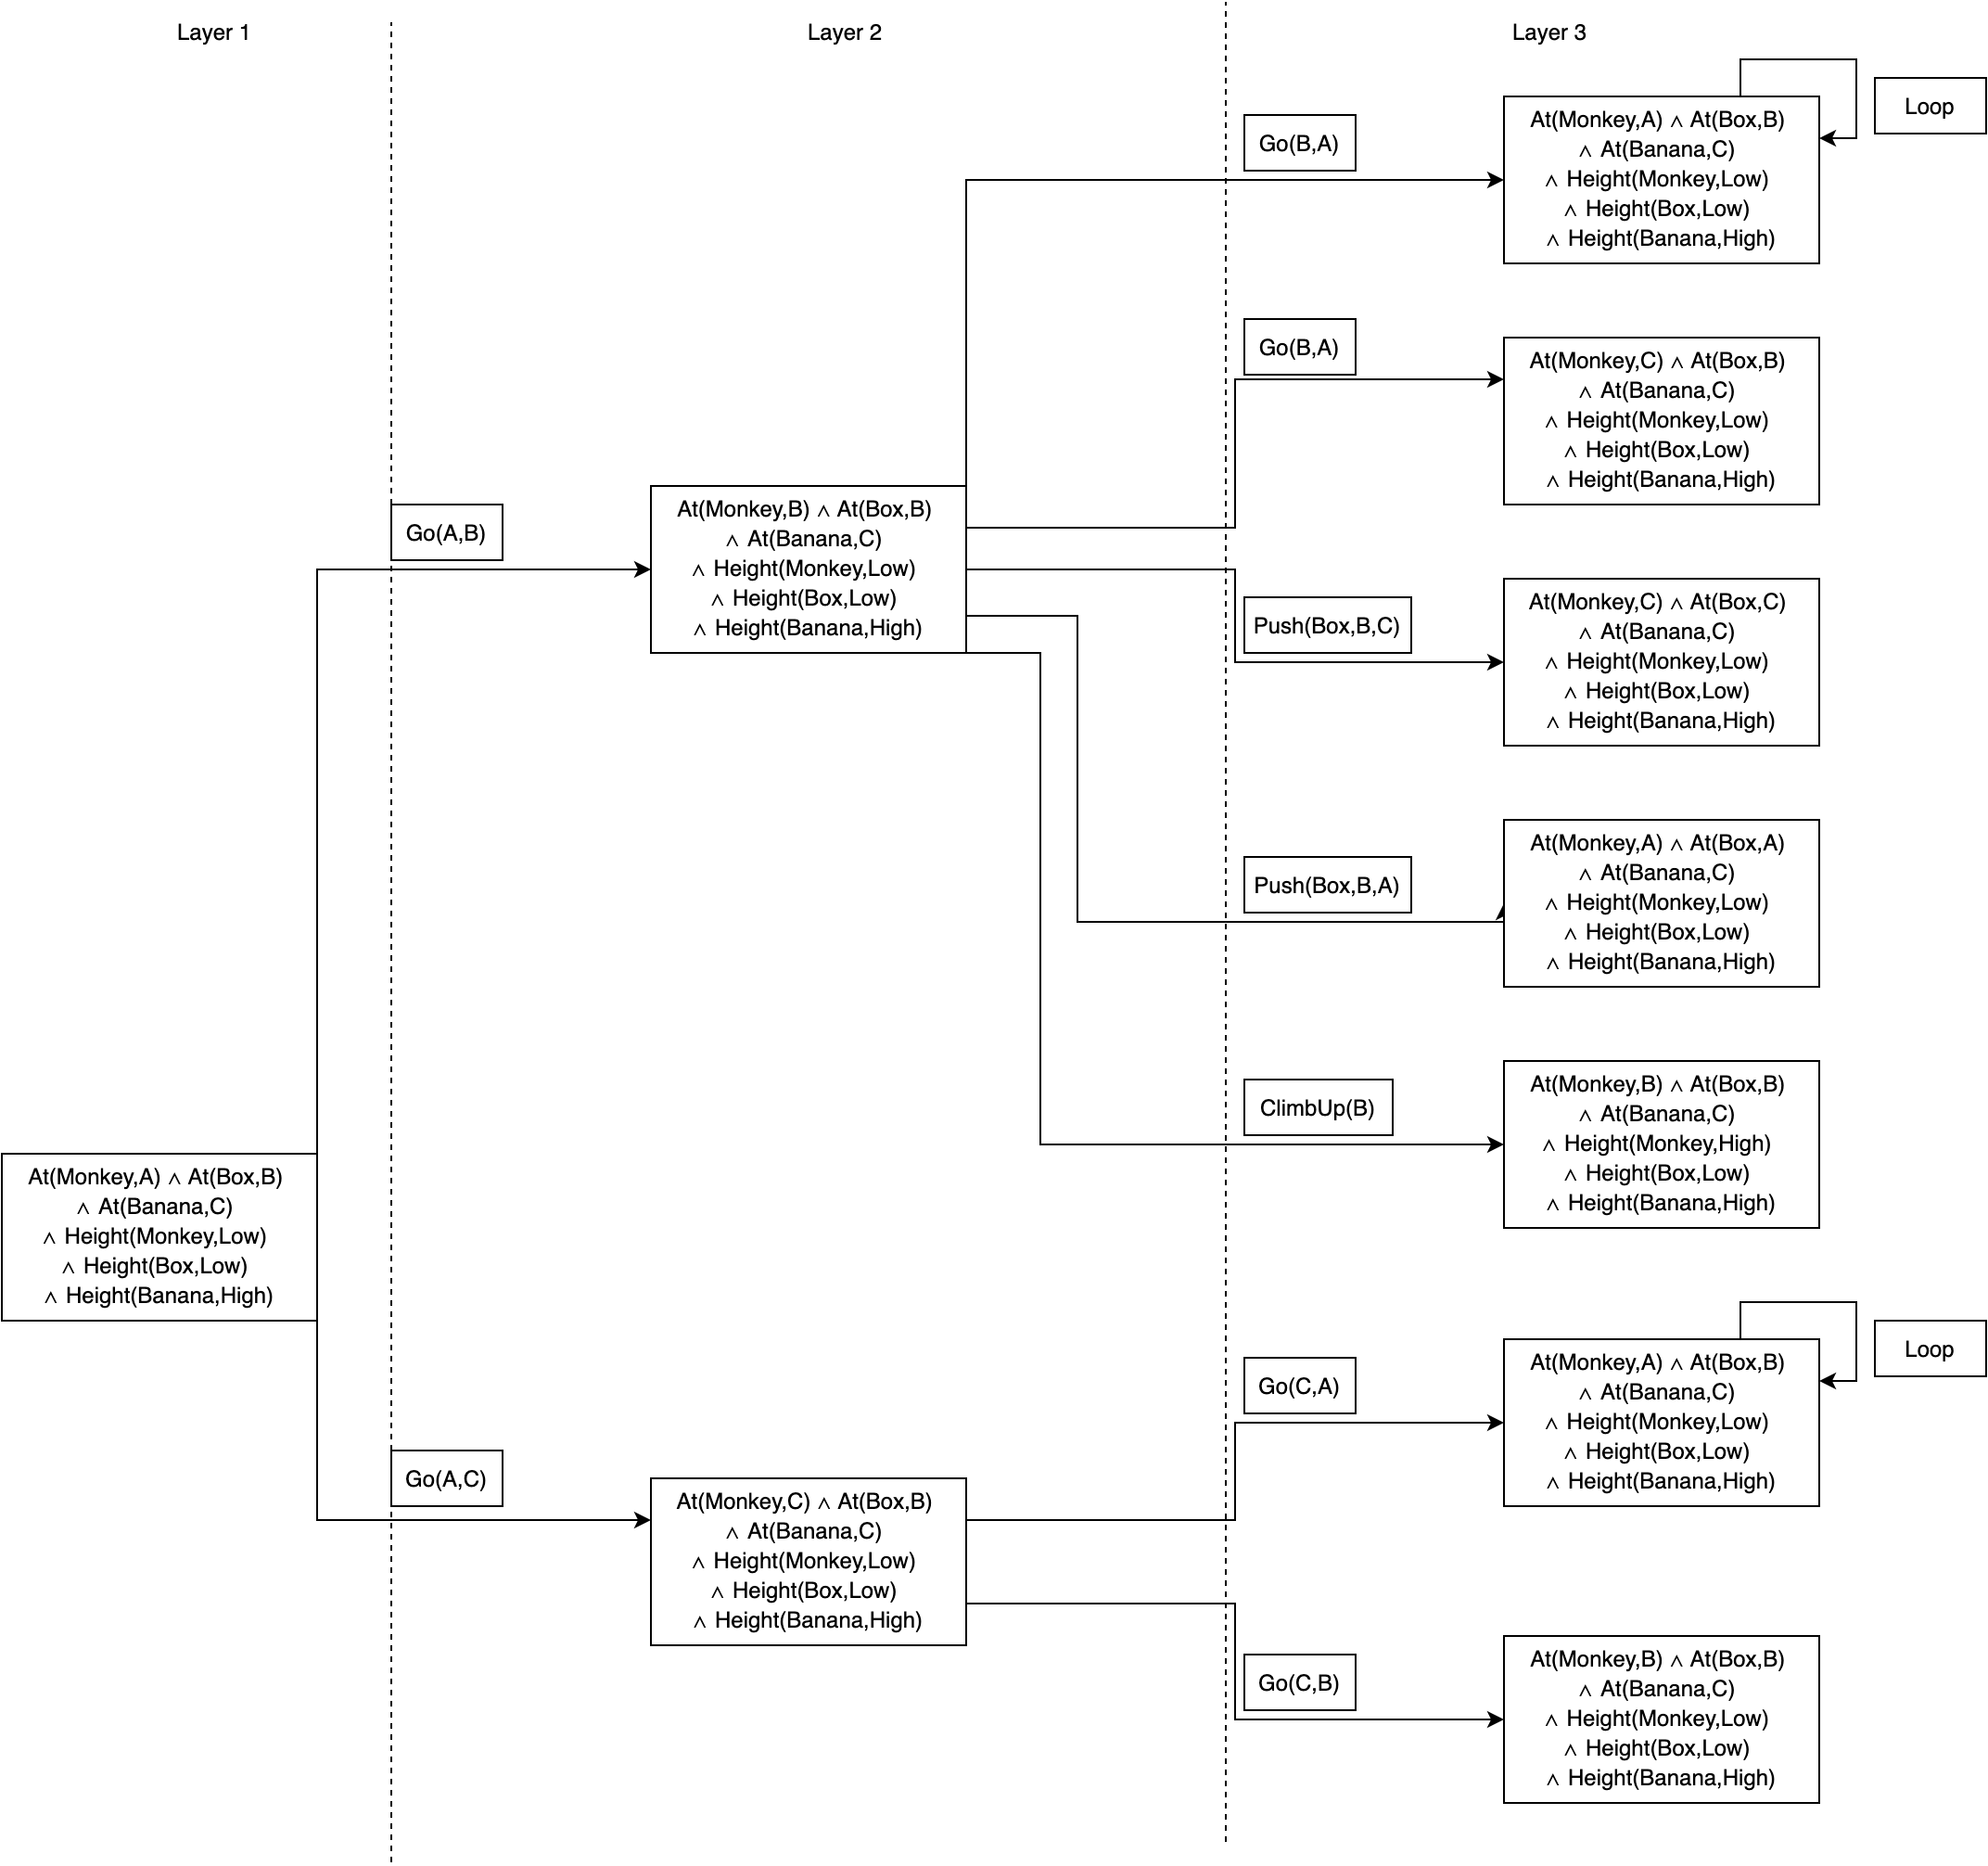 Layer 1
Layer 2
Layer 3
Go(B,A)
At(Monkey,A) ∧ At(Box,B)
∧ At(Banana,C)
∧ Height(Monkey,Low)
∧ Height(Box,Low)
∧ Height(Banana,High)
Loop
Go(B,A)
At(Monkey,C) ∧ At(Box,B)
∧ At(Banana,C)
∧ Height(Monkey,Low)
∧ Height(Box,Low)
∧ Height(Banana,High)
Go(A,B)
At(Monkey,B) ∧ At(Box,B)
∧ At(Banana,C)
∧ Height(Monkey,Low)
∧ Height(Box,Low)
∧ Height(Banana,High)
Push(Box,B,C)
At(Monkey,C) ∧ At(Box,C)
∧ At(Banana,C)
∧ Height(Monkey,Low)
∧ Height(Box,Low)
∧ Height(Banana,High)
Push(Box,B,A)
At(Monkey,A) ∧ At(Box,A)
∧ At(Banana,C)
∧ Height(Monkey,Low)
∧ Height(Box,Low)
∧ Height(Banana,High)
ClimbUp(B)
At(Monkey,B) ∧ At(Box,B)
∧ At(Banana,C)
∧ Height(Monkey,High)
∧ Height(Box,Low)
∧ Height(Banana,High)
At(Monkey,A) ∧ At(Box,B)
∧ At(Banana,C)
∧ Height(Monkey,Low)
∧ Height(Box,Low)
∧ Height(Banana,High)
Go(C,A)
At(Monkey,A) ∧ At(Box,B)
∧ At(Banana,C)
∧ Height(Monkey,Low)
∧ Height(Box,Low)
∧ Height(Banana,High)
Loop
Go(A,C)
At(Monkey,C) ∧ At(Box,B)
∧ At(Banana,C)
∧ Height(Monkey,Low)
∧ Height(Box,Low)
∧ Height(Banana,High)
Go(C,B)
At(Monkey,B) ∧ At(Box,B)
∧ At(Banana,C)
∧ Height(Monkey,Low)
∧ Height(Box,Low)
∧ Height(Banana,High)